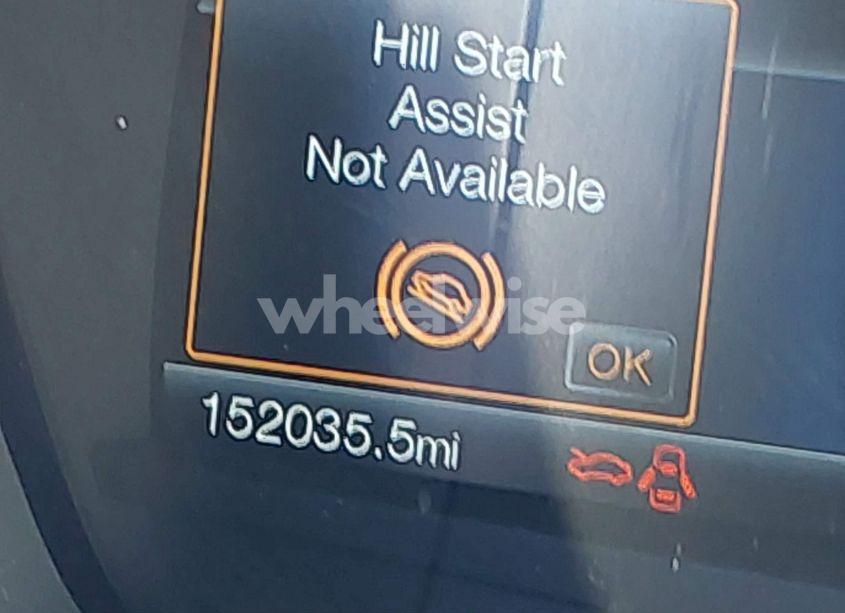 Hill Start
Assist
Not Available
wheelwise
OK
152035.5mi